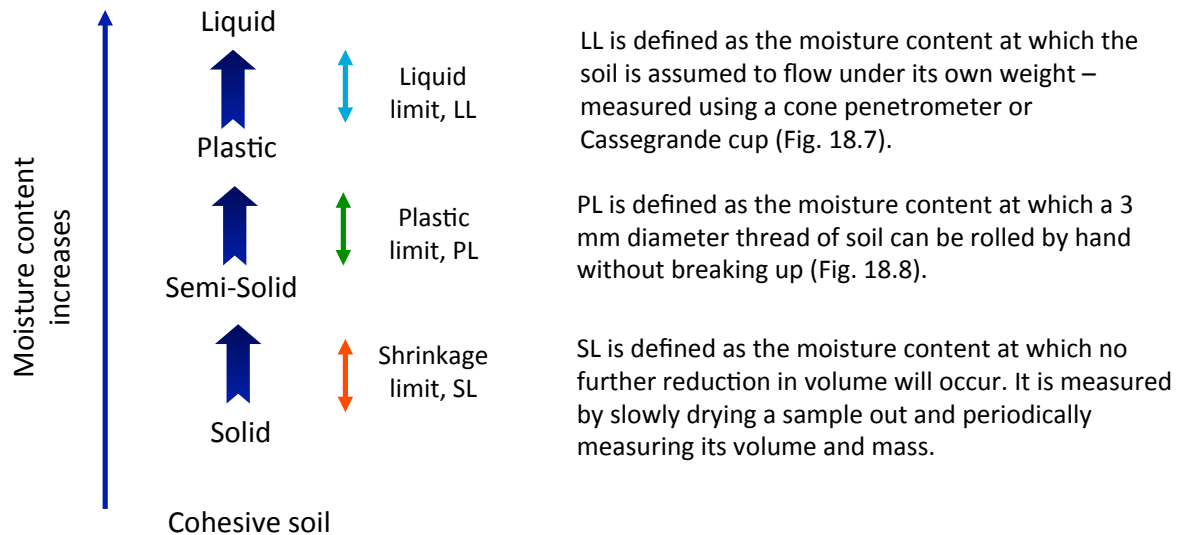 Moisture content
increases
Liquid
Plastic
Semi-Solid
Solid
Cohesive soil
Liquid
limit, LL
Plastic
limit, PL
Shrinkage
limit, SL
LL is defined as the moisture content at which the
soil is assumed to flow under its own weight –
measured using a cone penetrometer or
Cassegrande cup (Fig. 18.7).
PL is defined as the moisture content at which a 3
mm diameter thread of soil can be rolled by hand
without breaking up (Fig. 18.8).
SL is defined as the moisture content at which no
further reduction in volume will occur. It is measured
by slowly drying a sample out and periodically
measuring its volume and mass.